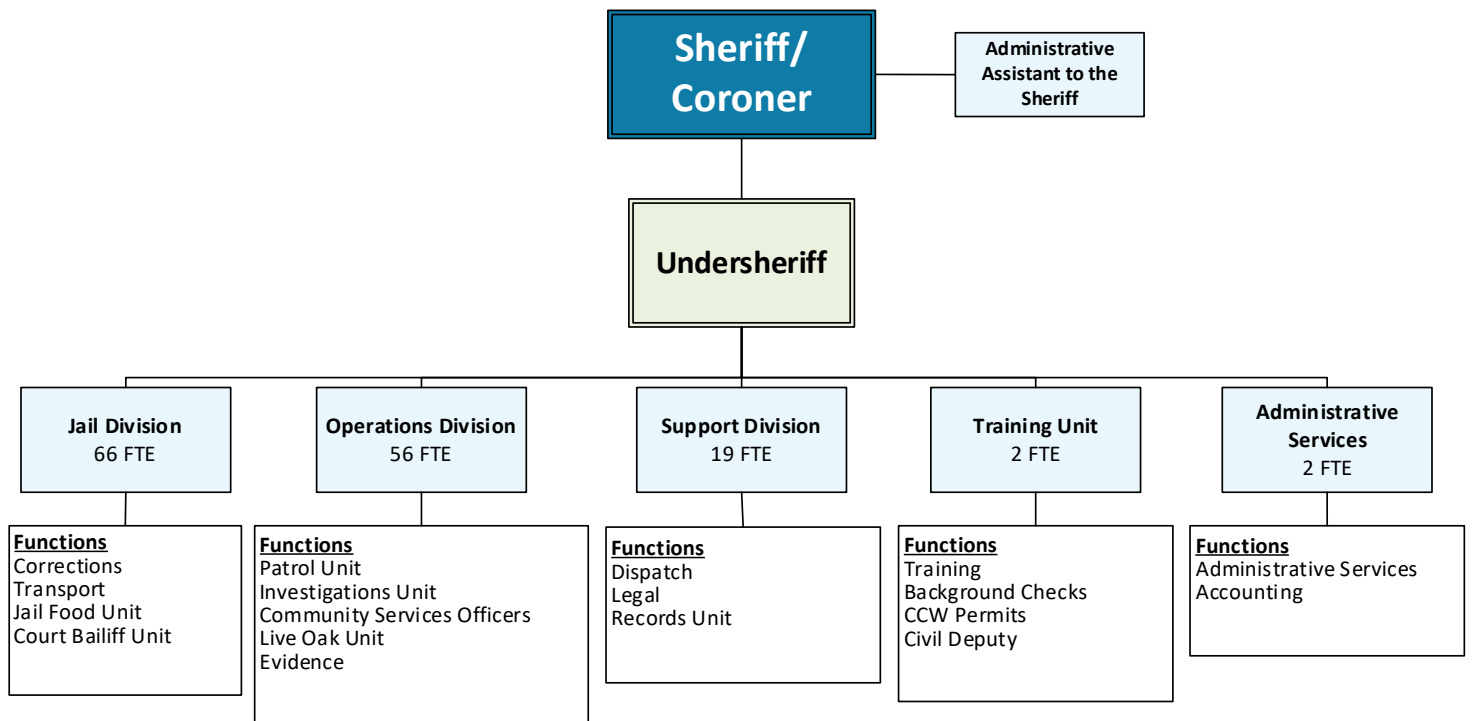 Sheriff/
Coroner
Administrative
Assistant to the
Sheriff
Undersheriff
Jail Division
66 FTE
Operations Division
56 FTE
Support Division
19 FTE
Training Unit
2 FTE
Administrative
Services
2 FTE
Functions
Corrections
Transport
Jail Food Unit
Court Bailiff Unit
Functions
Patrol Unit
Investigations Unit
Community Services Officers
Live Oak Unit
Evidence
Functions
Dispatch
Legal
Records Unit
Functions
Training
Background Checks
CCW Permits
Civil Deputy
Functions
Administrative Services
Accounting